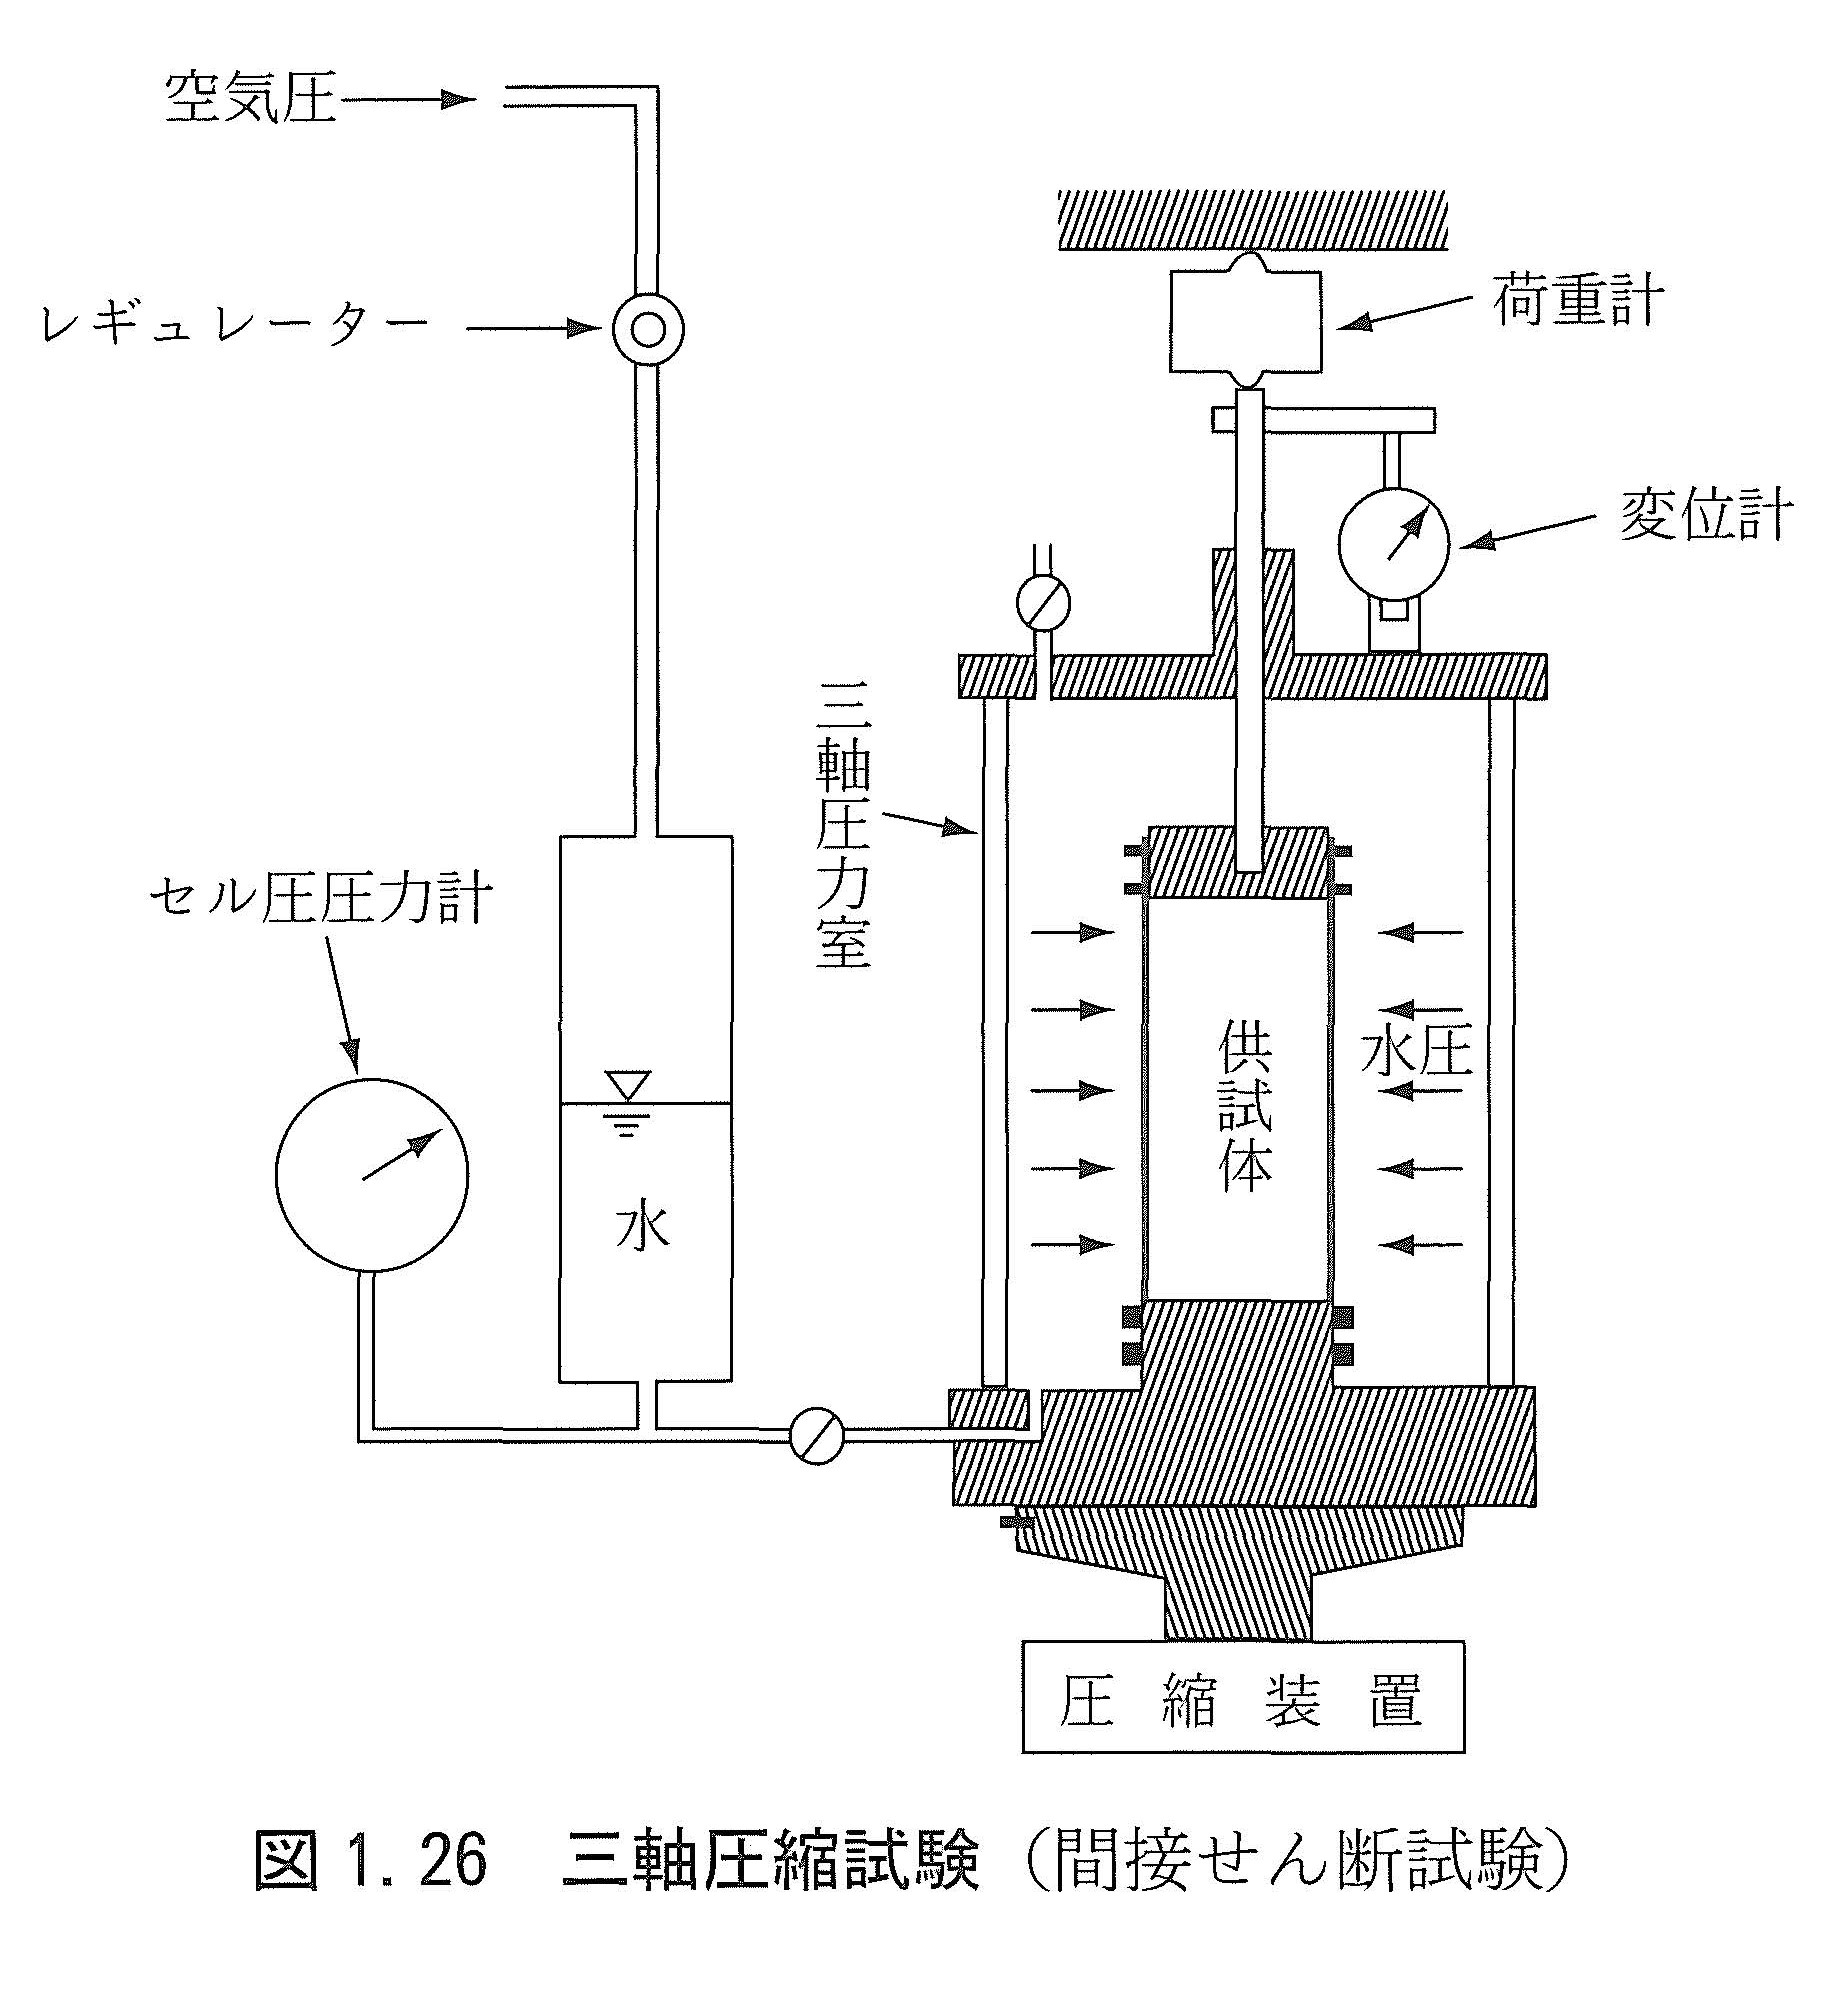 空気圧
レギュレーター
荷重計
変位計
三軸圧力室
セル圧圧力計
水圧
供試体
水
圧縮装置
図 1. 26 三軸圧縮試験（間接せん断試験）